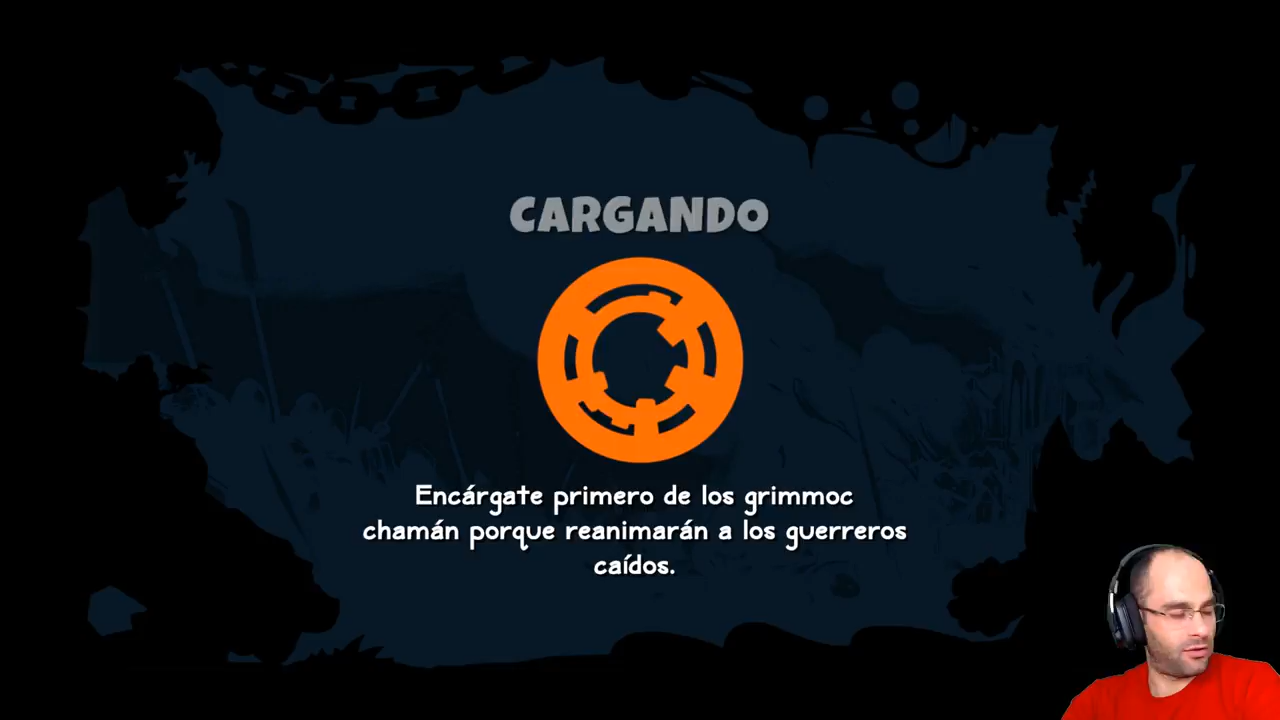 CARGANDO
Encárgate primero de los grimmoc
chamán porque reanimarán a los guerreros
caídos.